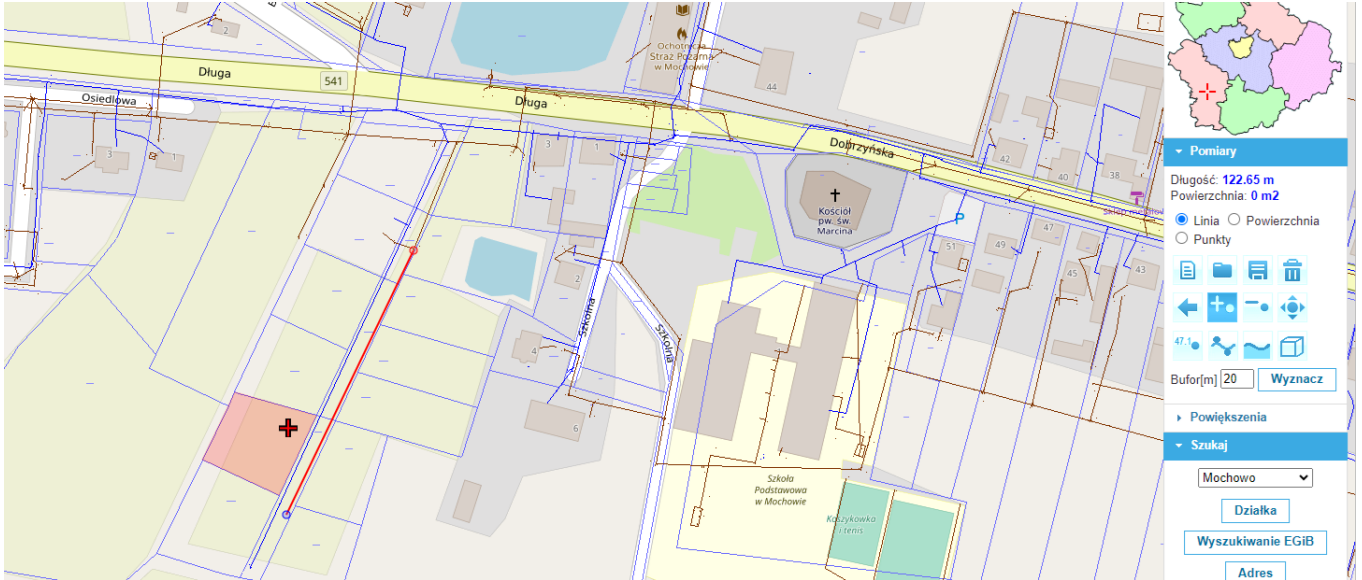 2
Ochotnicza
Straż Pożarna
w Mochowie
44
Długa
541
Osiedlowa
Długa
Dobrzyńska
3
1
3
1
42
40
38
Sklep
Kościół
pw. św.
Marcina
P
51
49
47
45
43
2
Szkolna
Szkolna
4
6
Szkoła
Podstawowa
w Mochowie
Koszykówka
i tenis
Pomiary
Długość: 122.65 m
Powierzchnia: 0 m2
Linia Powierzchnia
Punkty
47.1
Bufor[m] 20 Wyznacz
Powiększenia
Szukaj
Mochowo
Działka
Wyszukiwanie EGiB
Adres